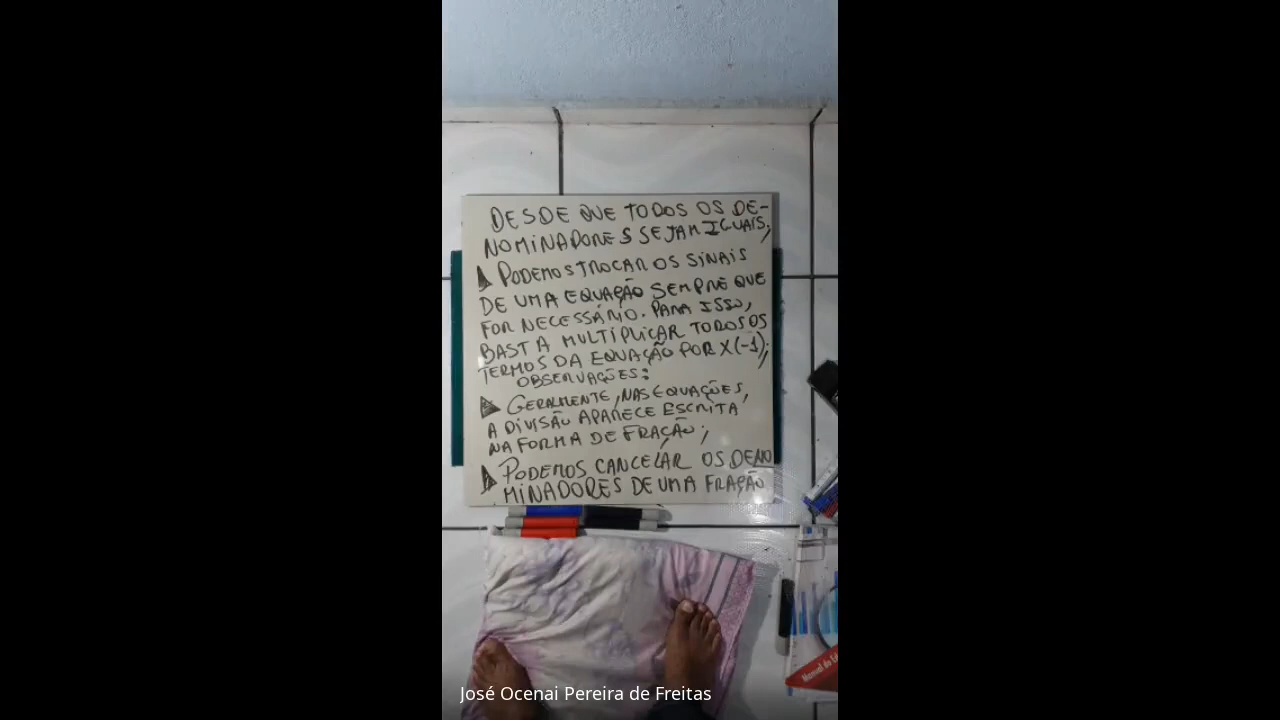 DESDE QUE TODOS OS DE-
NOMINADORES SEJAM IGUAIS;
PODEMOS TROCAR OS SINAIS
DE UMA EQUAÇÃO SEMPRE QUE
FOR NECESSÁRIO. PARA ISSO,
BASTA MULTIPLICAR TODOS OS
TERMOS DA EQUAÇÃO POR X(-1);
OBSERVAÇÕES:
GERALMENTE, NAS EQUAÇÕES,
A DIVISÃO APARECE ESCRITA
NA FORMA DE FRAÇÃO;
PODEMOS CANCELAR OS DENO
MINADORES DE UMA FRAÇÃO
Manual do
José Ocenai Pereira de Freitas